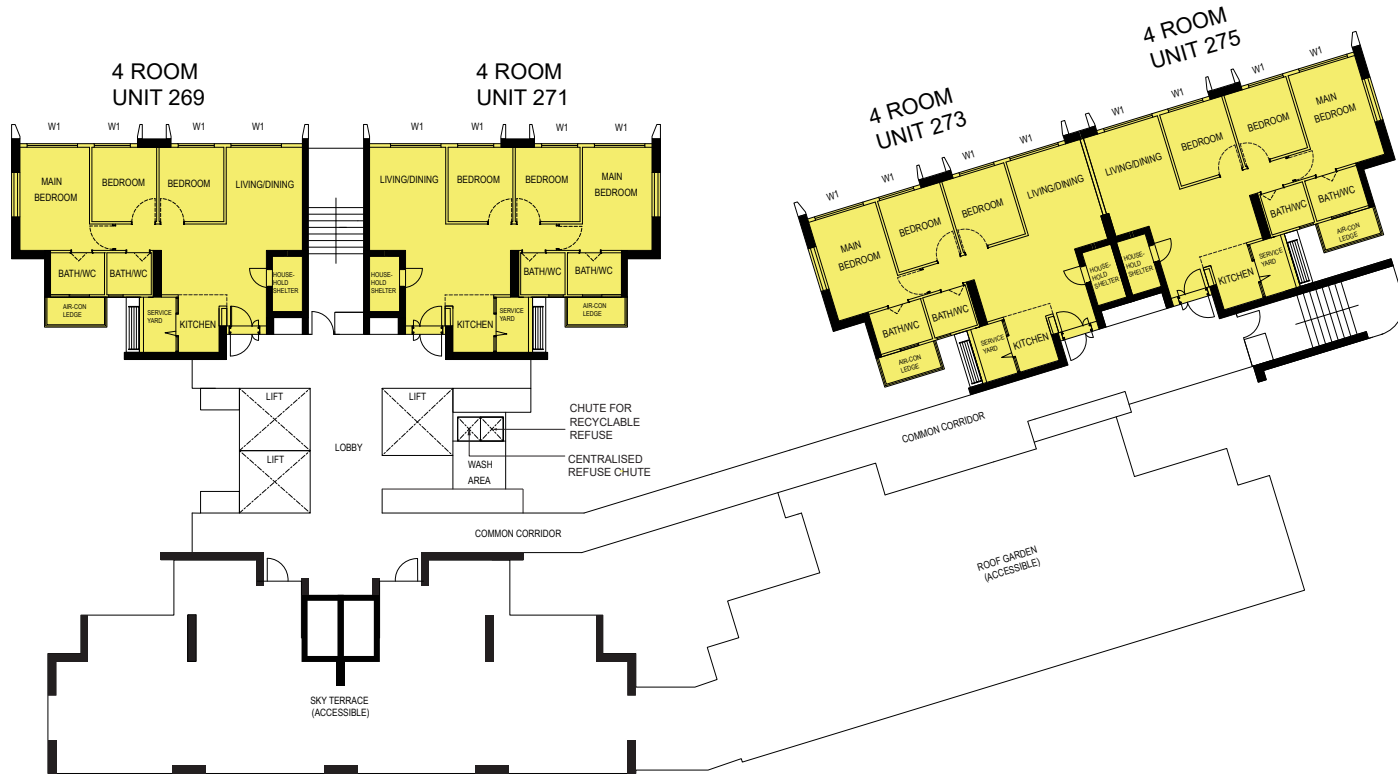 4 ROOM
UNIT 269
4 ROOM
UNIT 271
4 ROOM
UNIT 273
4 ROOM
UNIT 275
W1
W1
W1
W1
MAIN
BEDROOM
BEDROOM
BEDROOM
LIVING/DINING
BATH/WC
BATH/WC
HOUSE-
HOLD
SHELTER
AIR-CON
LEDGE
SERVICE
YARD
KITCHEN
W1
W1
W1
W1
LIVING/DINING
BEDROOM
BEDROOM
MAIN
BEDROOM
HOUSE-
HOLD
SHELTER
BATH/WC
BATH/WC
AIR-CON
LEDGE
KITCHEN
SERVICE
YARD
W1
W1
W1
W1
MAIN
BEDROOM
BEDROOM
BEDROOM
LIVING/DINING
BATH/WC
BATH/WC
HOUSE-
HOLD
SHELTER
AIR-CON
LEDGE
SERVICE
YARD
KITCHEN
W1
W1
W1
W1
LIVING/DINING
BEDROOM
BEDROOM
MAIN
BEDROOM
HOUSE-
HOLD
SHELTER
BATH/WC
BATH/WC
AIR-CON
LEDGE
KITCHEN
SERVICE
YARD
LIFT
LIFT
LIFT
LOBBY
CHUTE FOR
RECYCLABLE
REFUSE
CENTRALISED
REFUSE CHUTE
WASH
AREA
COMMON CORRIDOR
COMMON CORRIDOR
ROOF GARDEN
(ACCESSIBLE)
SKY TERRACE
(ACCESSIBLE)